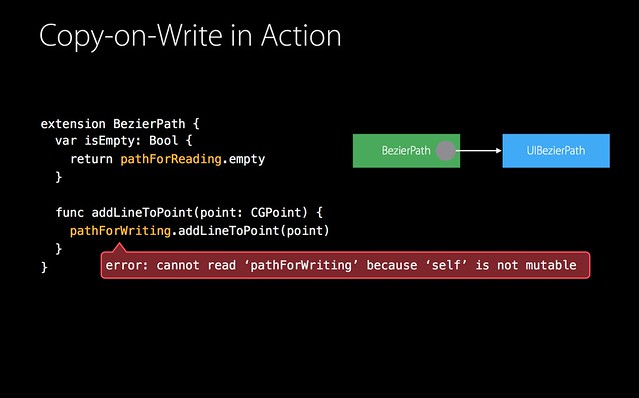 Copy-on-Write in Action
extension BezierPath {
var isEmpty: Bool {
return pathForReading.empty
}
func addLineToPoint(point: CGPoint) {
pathForWriting.addLineToPoint(point)
}
}
error: cannot read ‘pathForWriting’ because ‘self’ is not mutable
BezierPath
UIBezierPath